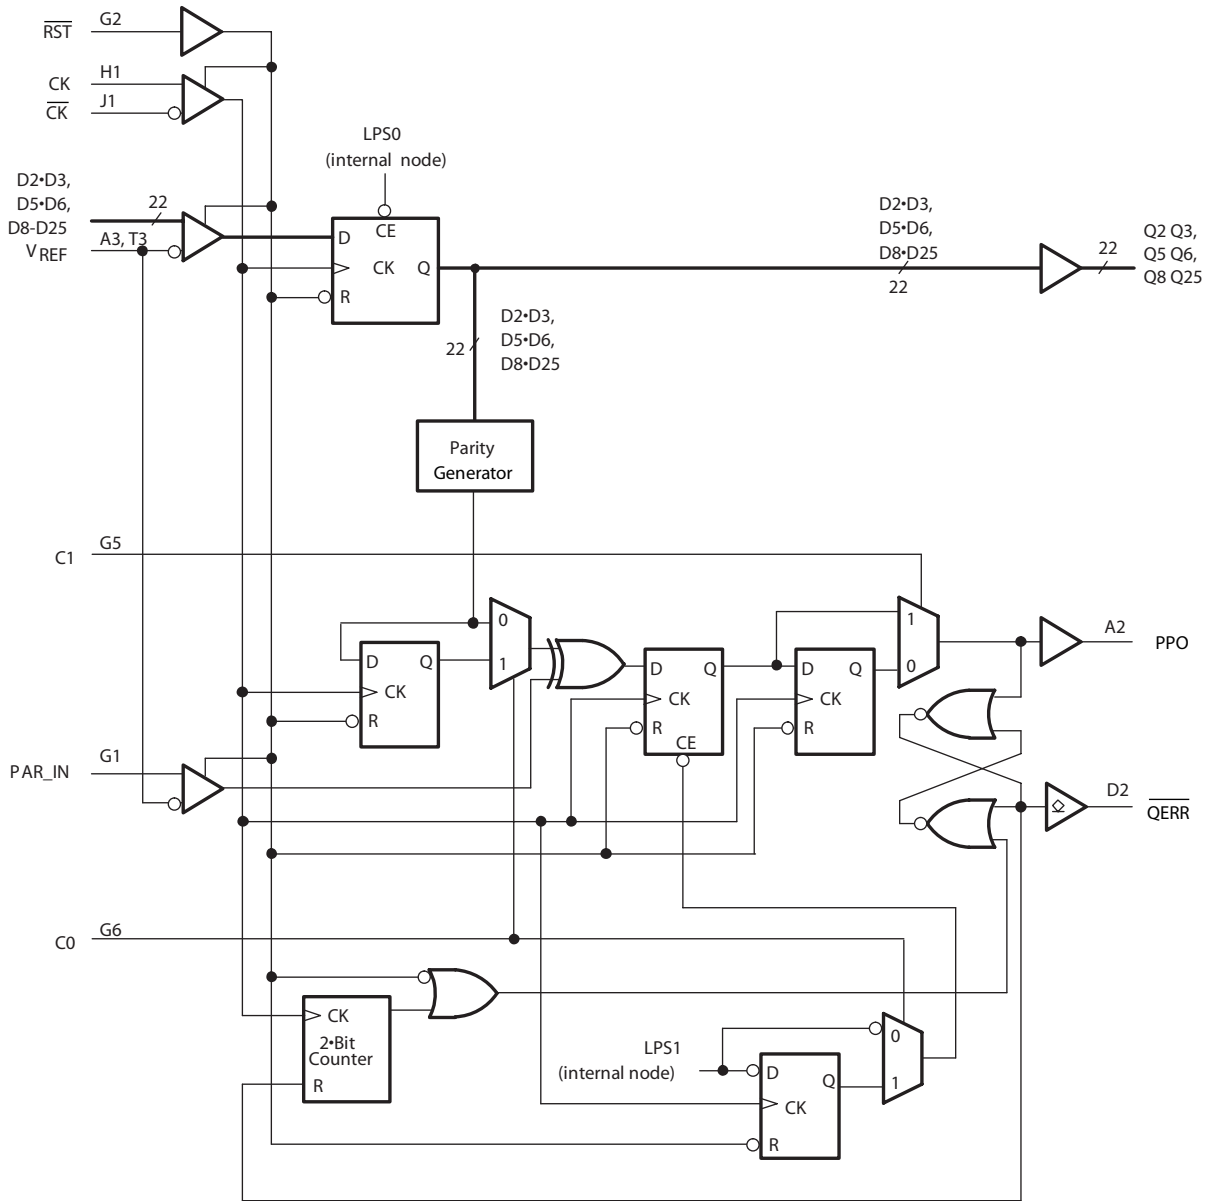 RST
G2
CK
H1
CK
J1
LPS0
(internal node)
D2•D3,
D5•D6,
D8-D25
22
VREF
A3, T3
D
CE
CK
Q
R
D2•D3,
D5•D6,
D8•D25
22
22
Q2 Q3,
Q5 Q6,
Q8 Q25
D2•D3,
D5•D6,
D8•D25
22
Parity
Generator
C1
G5
0
1
D
Q
CK
R
D
Q
CK
R
CE
D
Q
CK
R
1
0
A2
PPO
PAR_IN
G1
D2
QERR
C0
G6
CK
2•Bit
Counter
R
LPS1
(internal node)
D
Q
CK
R
0
1